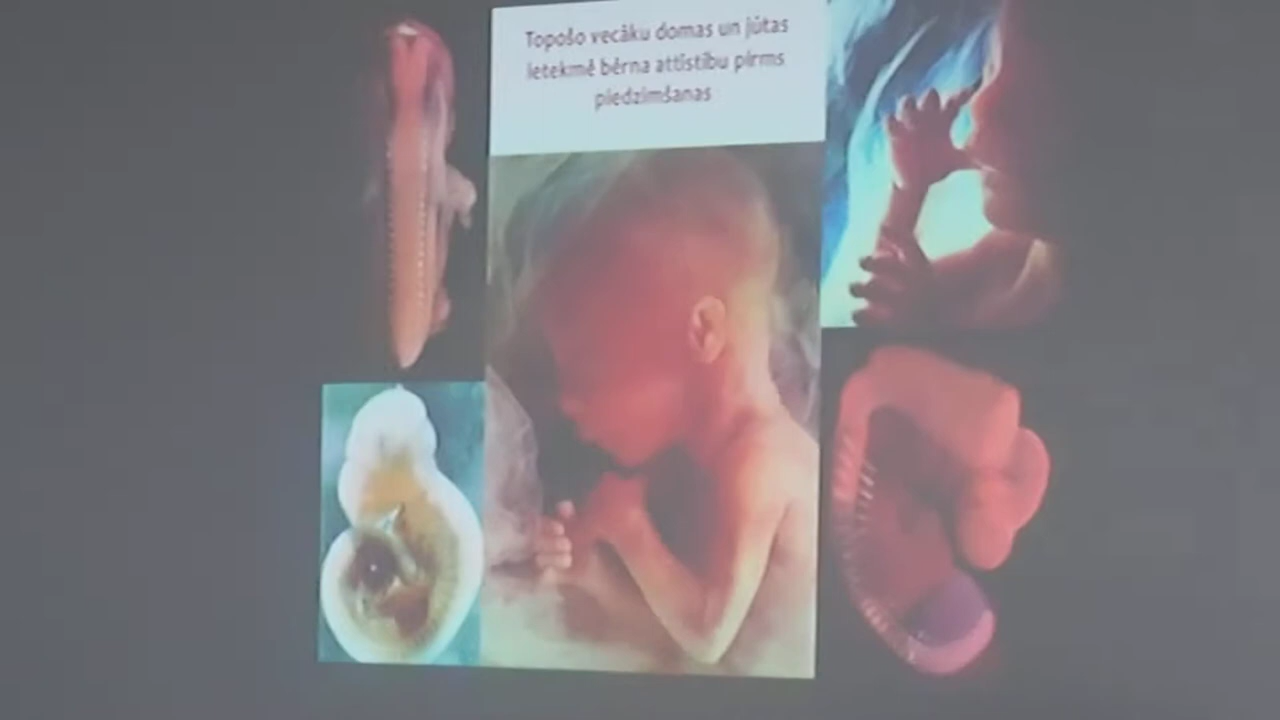 Topošo vecāku domas un jūtas
ietekmē bērna attīstību pirms
piedzimšanas